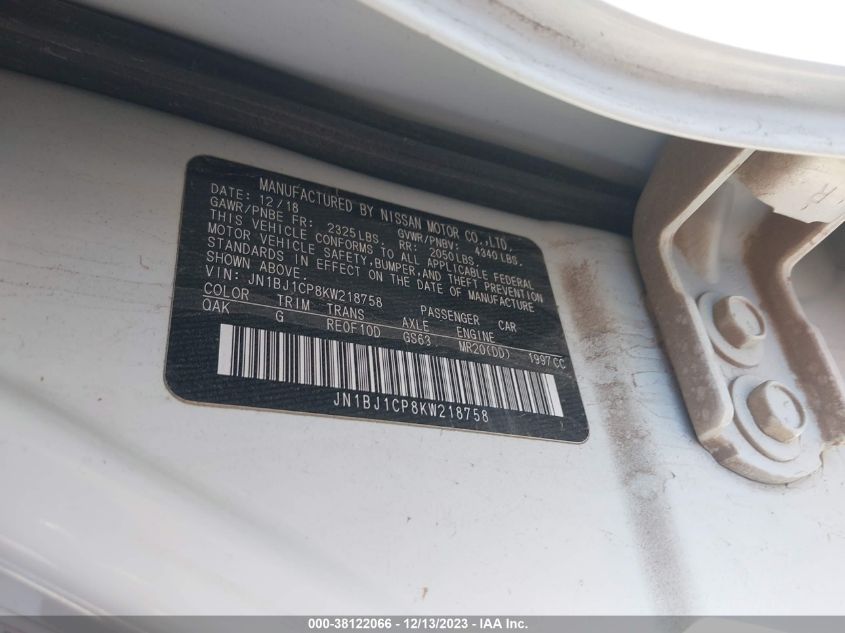 MANUFACTURED BY NISSAN MOTOR CO.,LTD.
DATE: 12/18 GVWR/PNBV: 4340 LBS.
GAWR/PNBE FR: 2325 LBS. RR: 2050 LBS.
THIS VEHICLE CONFORMS TO ALL APPLICABLE FEDERAL
MOTOR VEHICLE SAFETY, BUMPER, AND THEFT PREVENTION
STANDARDS IN EFFECT ON THE DATE OF MANUFACTURE
SHOWN ABOVE.
VIN: JN1BJ1CP8KW218758 PASSENGER CAR
COLOR TRIM TRANS AXLE ENGINE
QAK G RE0F10D GS63 MR20(DD) 1997CC
JN1BJ1CP8KW218758
R
000-38122066 - 12/13/2023 - IAA Inc.